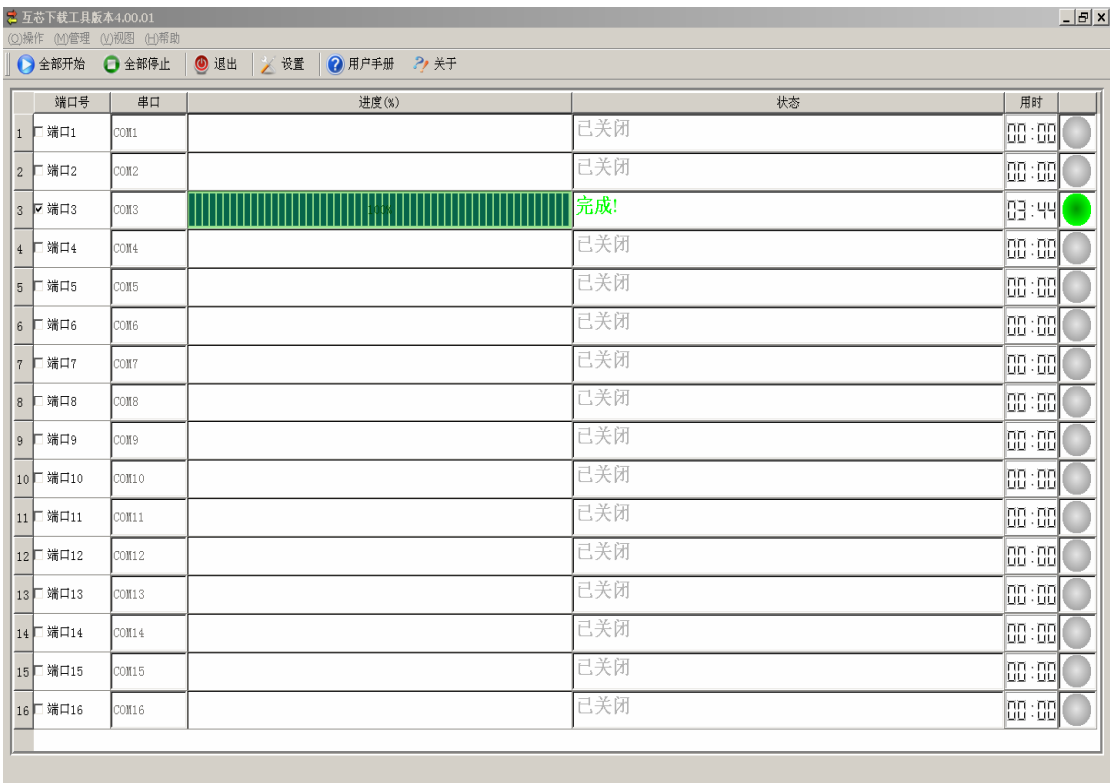 互芯下载工具版本4.00.01
(O)操作 (M)管理 (V)视图 (H)帮助
全部开始 全部停止 退出 设置 用户手册 关于
端口号 串口 进度(%) 状态 用时
1 端口1 COM1 已关闭 00:00
2 端口2 COM2 已关闭 00:00
3 端口3 COM3 100% 完成! 03:44
4 端口4 COM4 已关闭 00:00
5 端口5 COM5 已关闭 00:00
6 端口6 COM6 已关闭 00:00
7 端口7 COM7 已关闭 00:00
8 端口8 COM8 已关闭 00:00
9 端口9 COM9 已关闭 00:00
10 端口10 COM10 已关闭 00:00
11 端口11 COM11 已关闭 00:00
12 端口12 COM12 已关闭 00:00
13 端口13 COM13 已关闭 00:00
14 端口14 COM14 已关闭 00:00
15 端口15 COM15 已关闭 00:00
16 端口16 COM16 已关闭 00:00